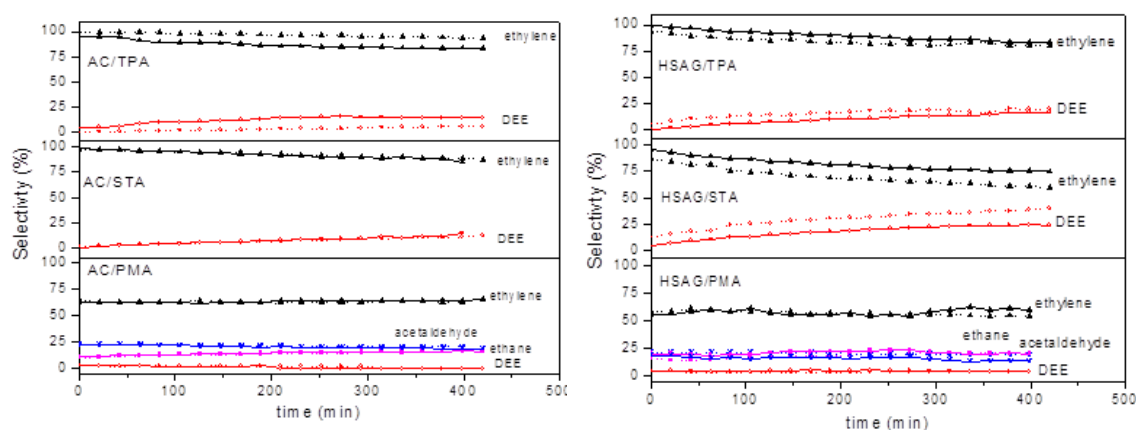 Selectivty (%)
100
75
50
25
0
AC/TPA
ethylene
DEE
100
75
50
25
0
AC/STA
ethylene
DEE
100
75
50
25
0
AC/PMA
ethylene
acetaldehyde
ethane
DEE
0 100 200 300 400 500
time (min)
Selectivity (%)
100
75
50
25
0
HSAG/TPA
ethylene
DEE
100
75
50
25
0
HSAG/STA
ethylene
DEE
100
75
50
25
0
HSAG/PMA
ethylene
ethane
acetaldehyde
DEE
0 100 200 300 400 500
time (min)